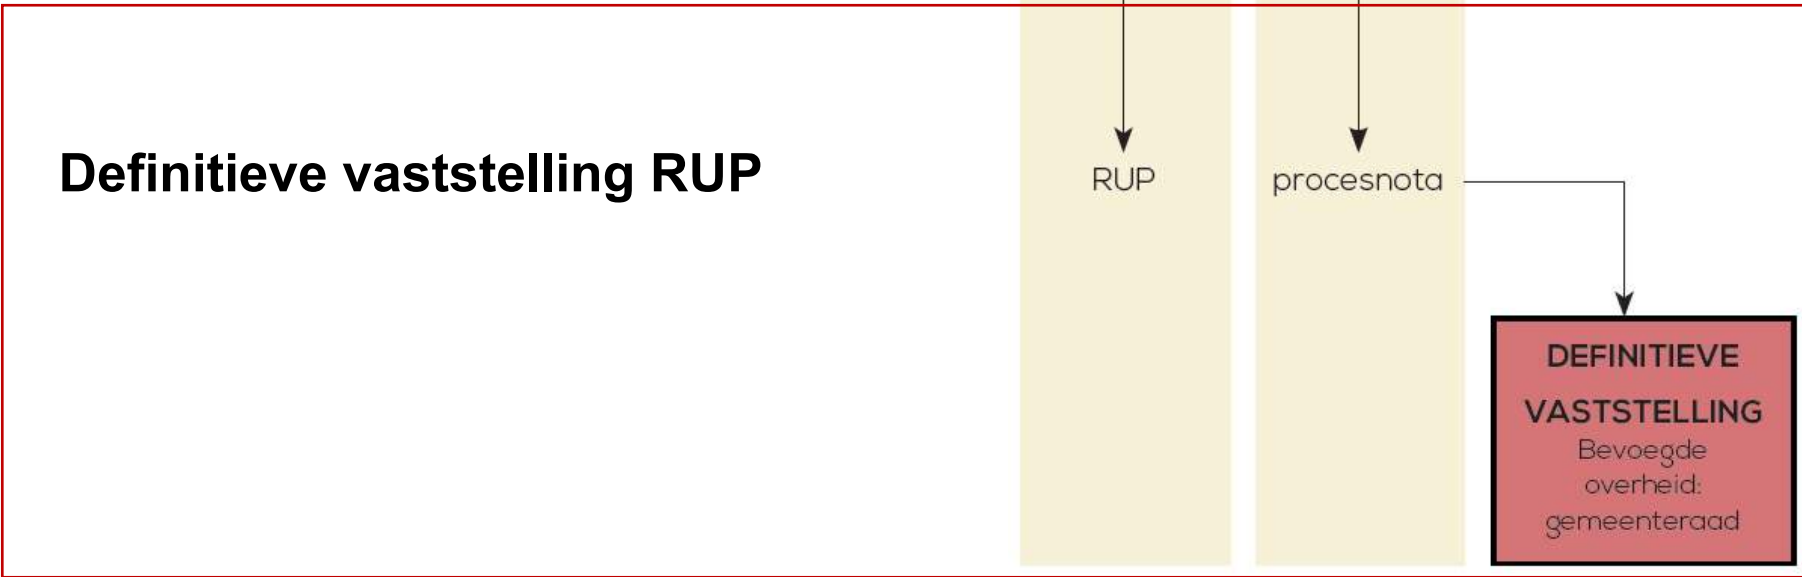 Definitieve vaststelling RUP
RUP
procesnota
DEFINITIEVE
VASTSTELLING
Bevoegde
overheid:
gemeenteraad